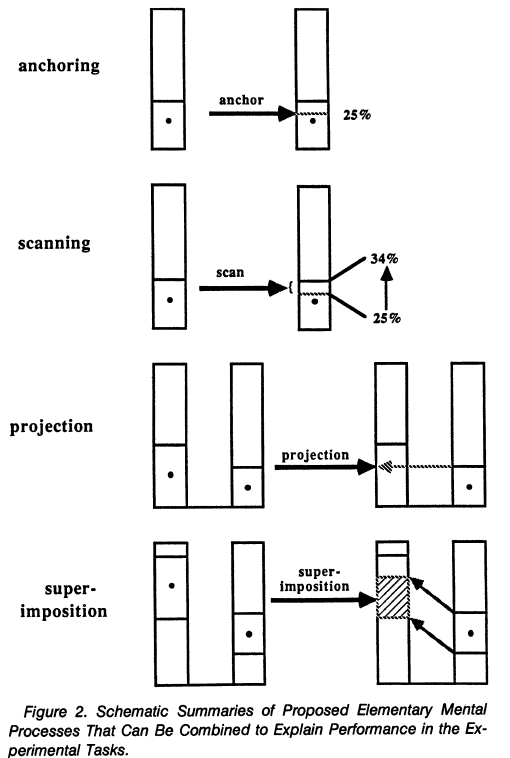 anchoring
anchor
25%
scanning
scan
34%
25%
projection
projection
super-
imposition
super-
imposition
Figure 2. Schematic Summaries of Proposed Elementary Mental
Processes That Can Be Combined to Explain Performance in the Ex-
perimental Tasks.